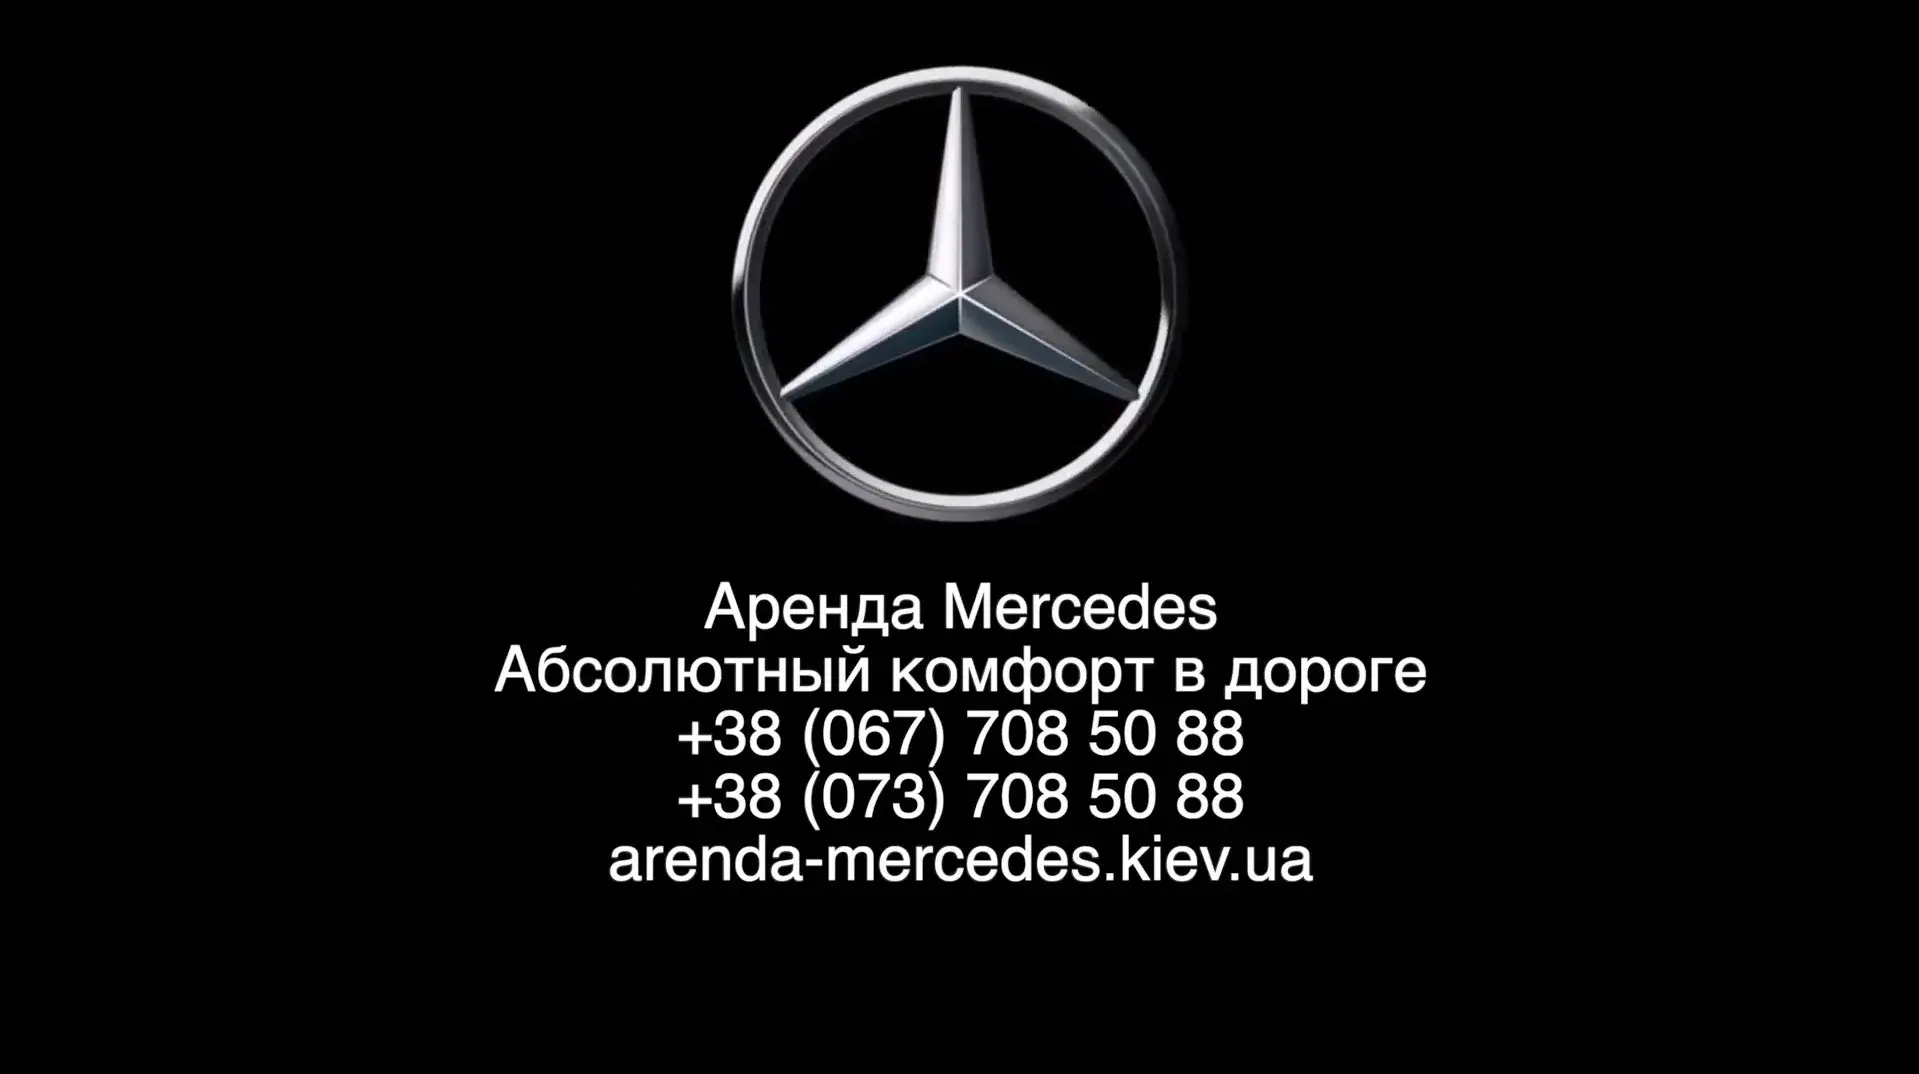 Аренда Mercedes
Абсолютный комфорт в дороге
+38 (067) 708 50 88
+38 (073) 708 50 88
arenda-mercedes.kiev.ua